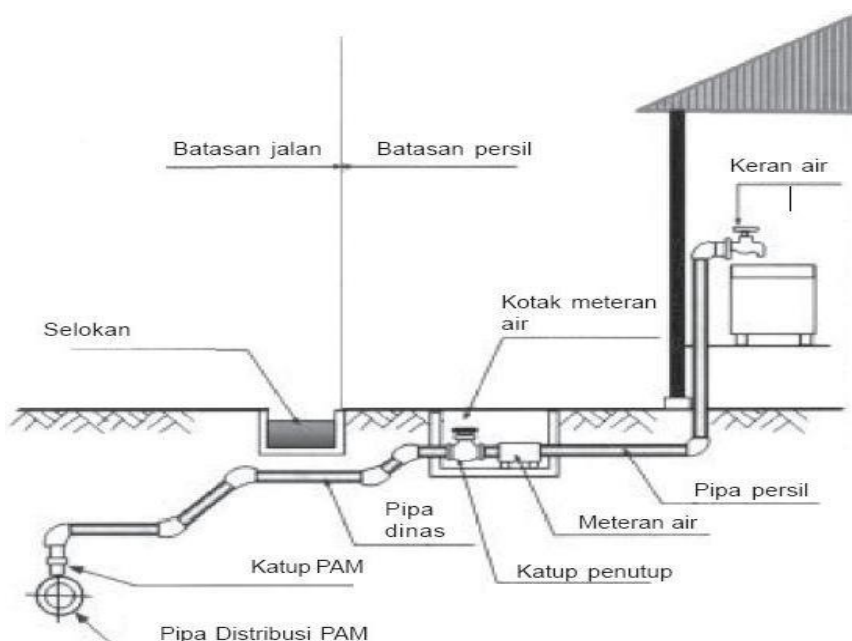 Batasan jalan
Batasan persil
Keran air
Kotak meteran
air
Selokan
Pipa persil
Pipa
dinas
Meteran air
Katup PAM
Katup penutup
Pipa Distribusi PAM